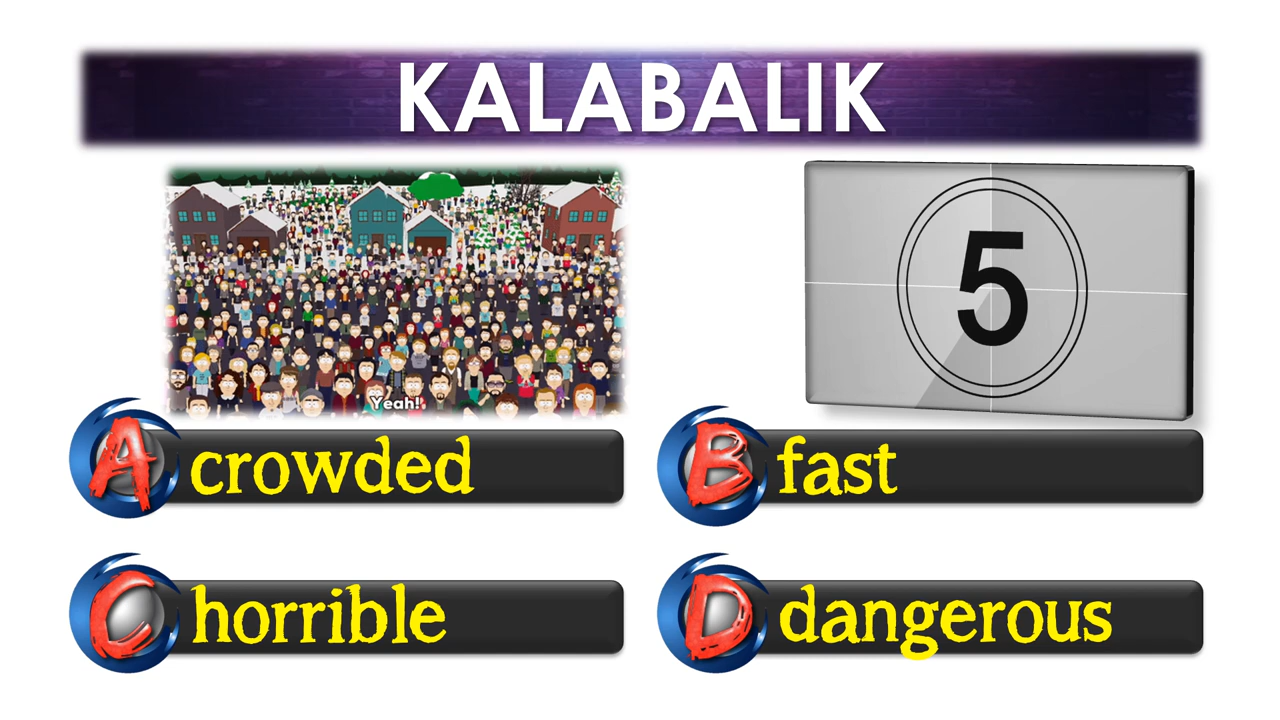 KALABALIK
5
Yeah!
A crowded
B fast
C horrible
D dangerous